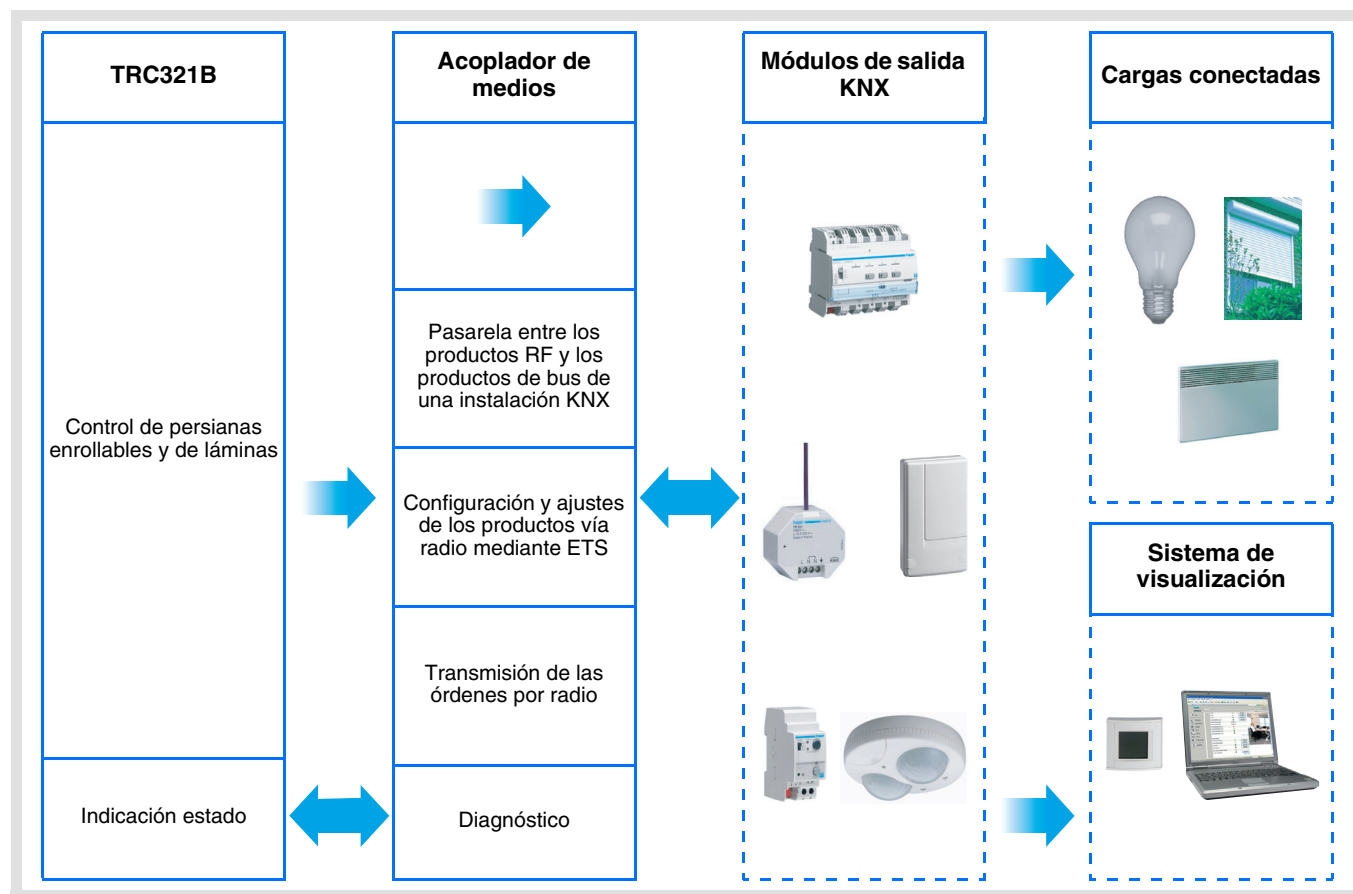 TRC321B
Control de persianas
enrollables y de láminas
Indicación estado
Acoplador de
medios
Pasarela entre los
productos RF y los
productos de bus de
una instalación KNX
Configuración y ajustes
de los productos vía
radio mediante ETS
Transmisión de las
órdenes por radio
Diagnóstico
Módulos de salida
KNX
Cargas conectadas
Sistema de
visualización